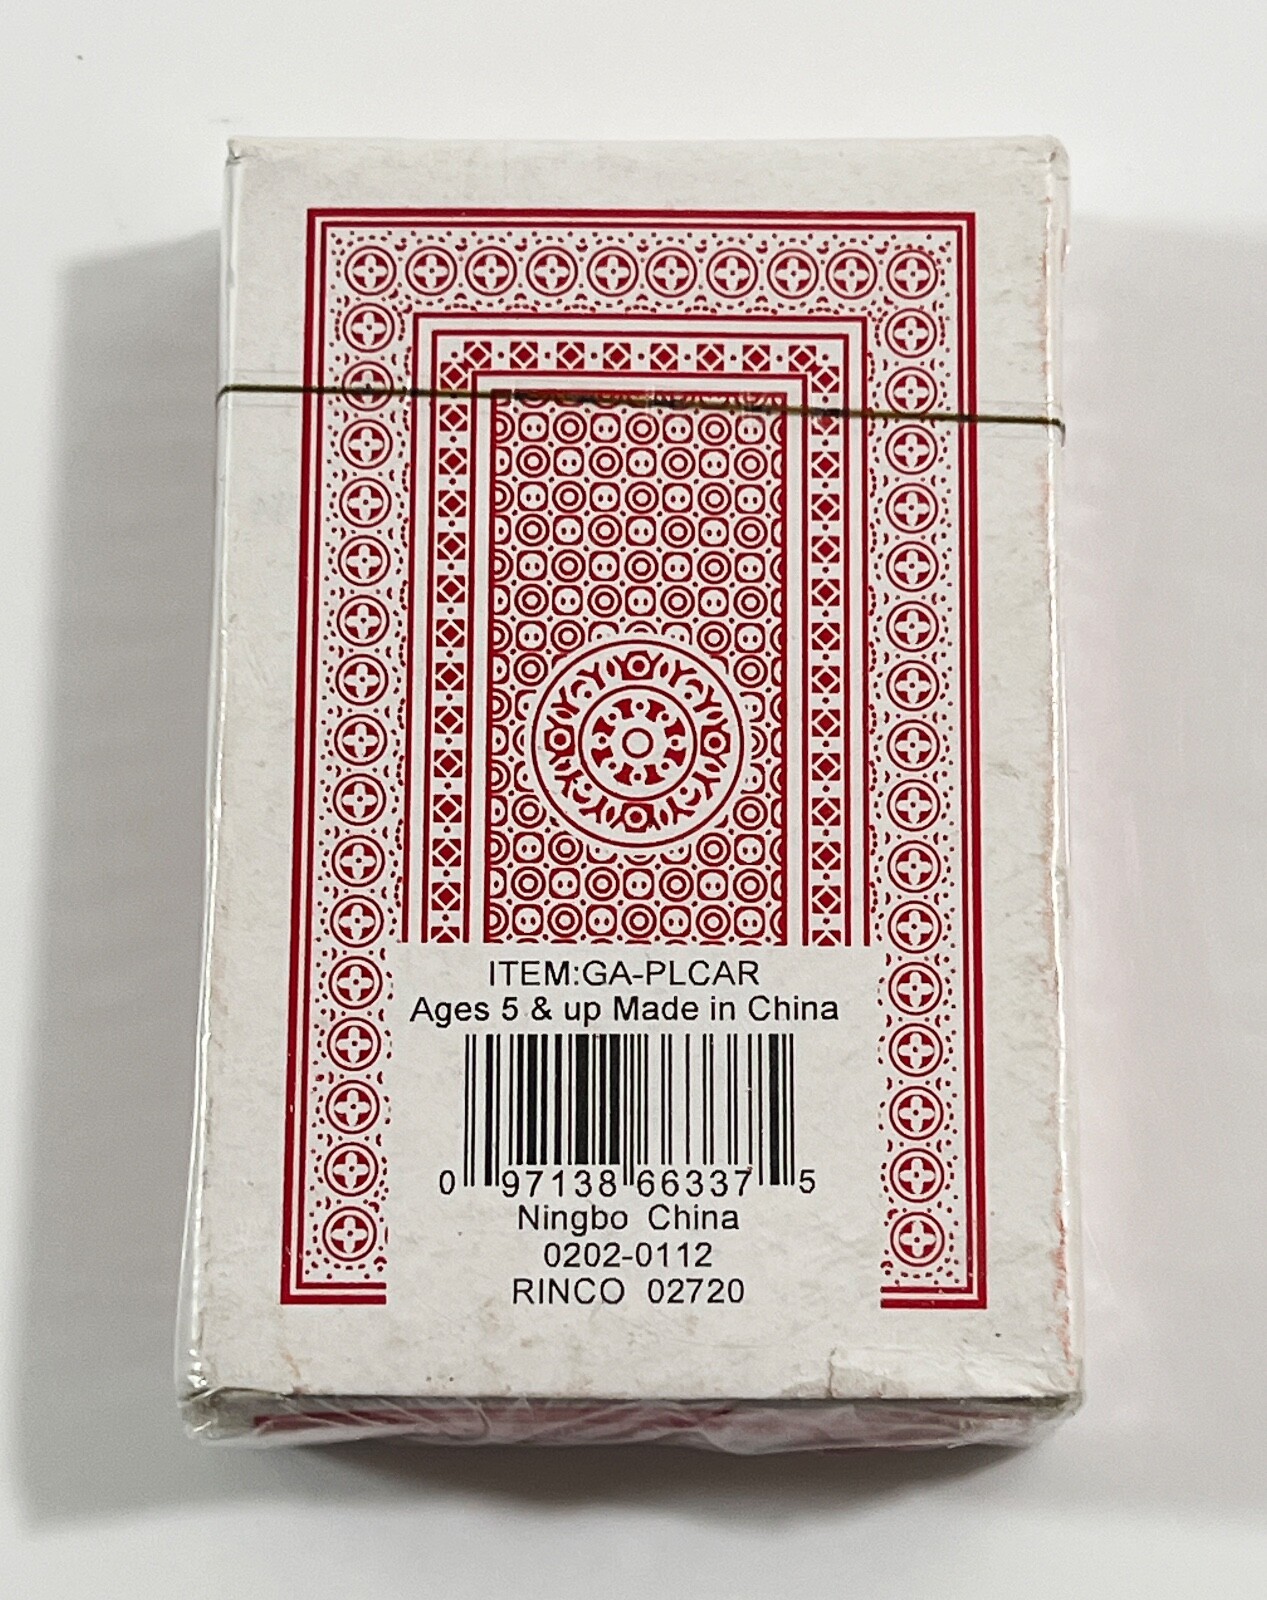 ITEM:GA-PLCAR
Ages 5 & up Made in China
0 97138 66337 5
Ningbo China
0202-0112
RINCO 02720